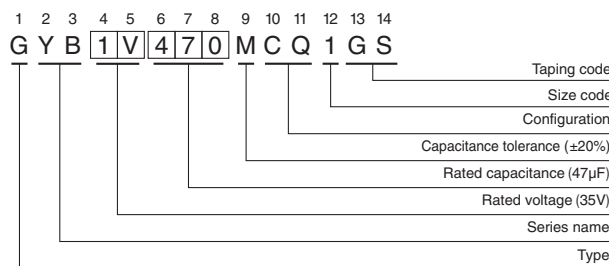 1 2 3 4 5 6 7 8 9 10 11 12 13 14
G Y B 1 V 4 7 0 M C Q 1 G S
Taping code
Size code
Configuration
Capacitance tolerance (±20%)
Rated capacitance (47µF)
Rated voltage (35V)
Series name
Type